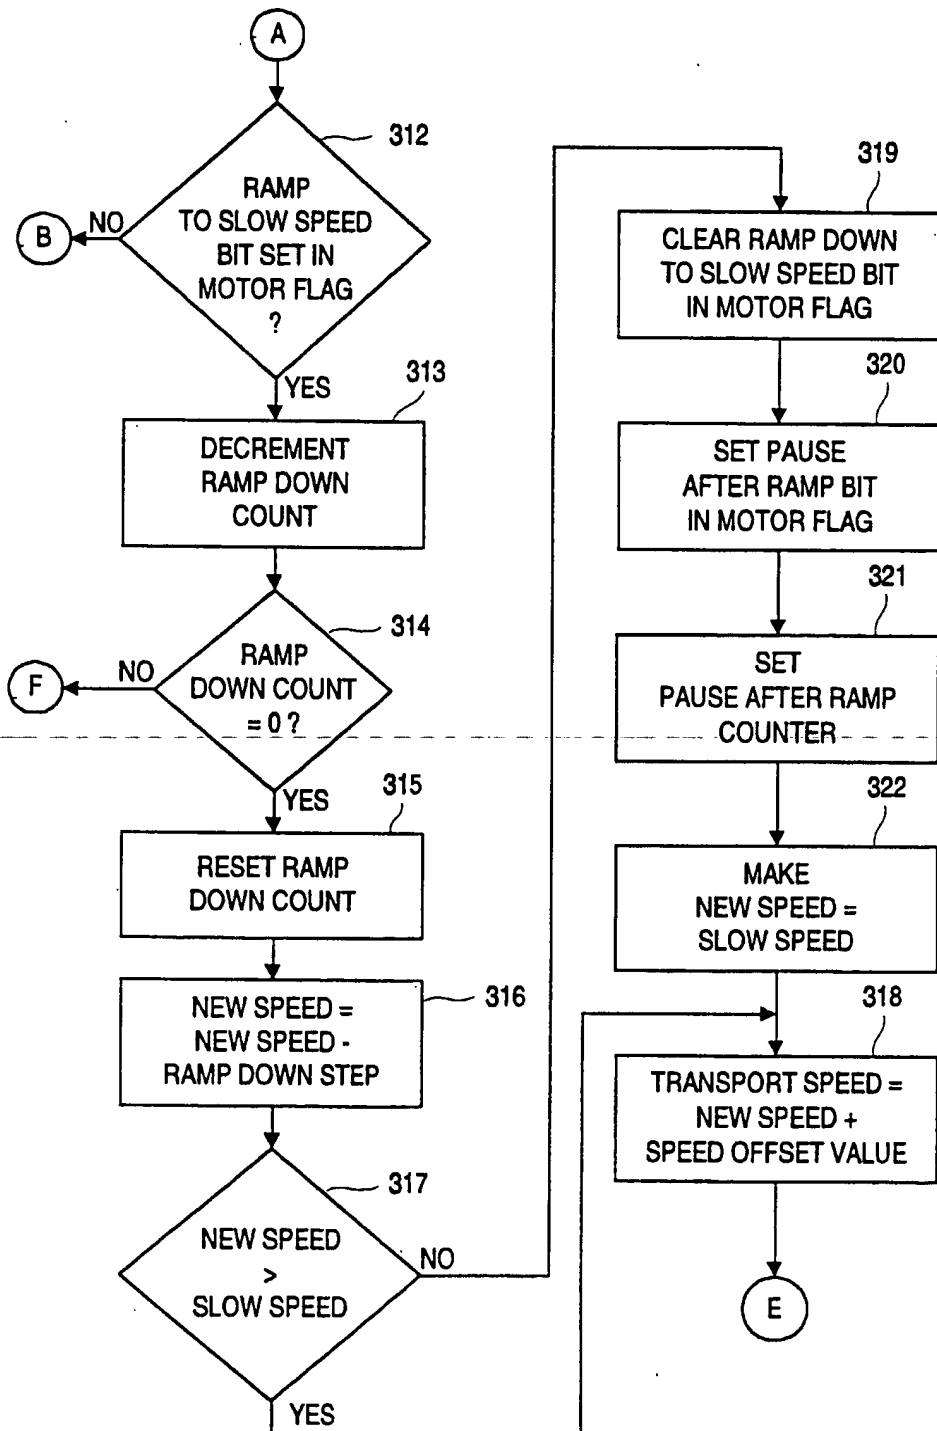 A
312
RAMP
TO SLOW SPEED
BIT SET IN
MOTOR FLAG
?
NO
B
YES
313
DECREMENT
RAMP DOWN
COUNT
314
RAMP
DOWN COUNT
= 0 ?
NO
F
YES
315
RESET RAMP
DOWN COUNT
316
NEW SPEED =
NEW SPEED -
RAMP DOWN STEP
317
NEW SPEED
>
SLOW SPEED
NO
YES
319
CLEAR RAMP DOWN
TO SLOW SPEED BIT
IN MOTOR FLAG
320
SET PAUSE
AFTER RAMP BIT
IN MOTOR FLAG
321
SET
PAUSE AFTER RAMP
COUNTER
322
MAKE
NEW SPEED =
SLOW SPEED
318
TRANSPORT SPEED =
NEW SPEED +
SPEED OFFSET VALUE
E